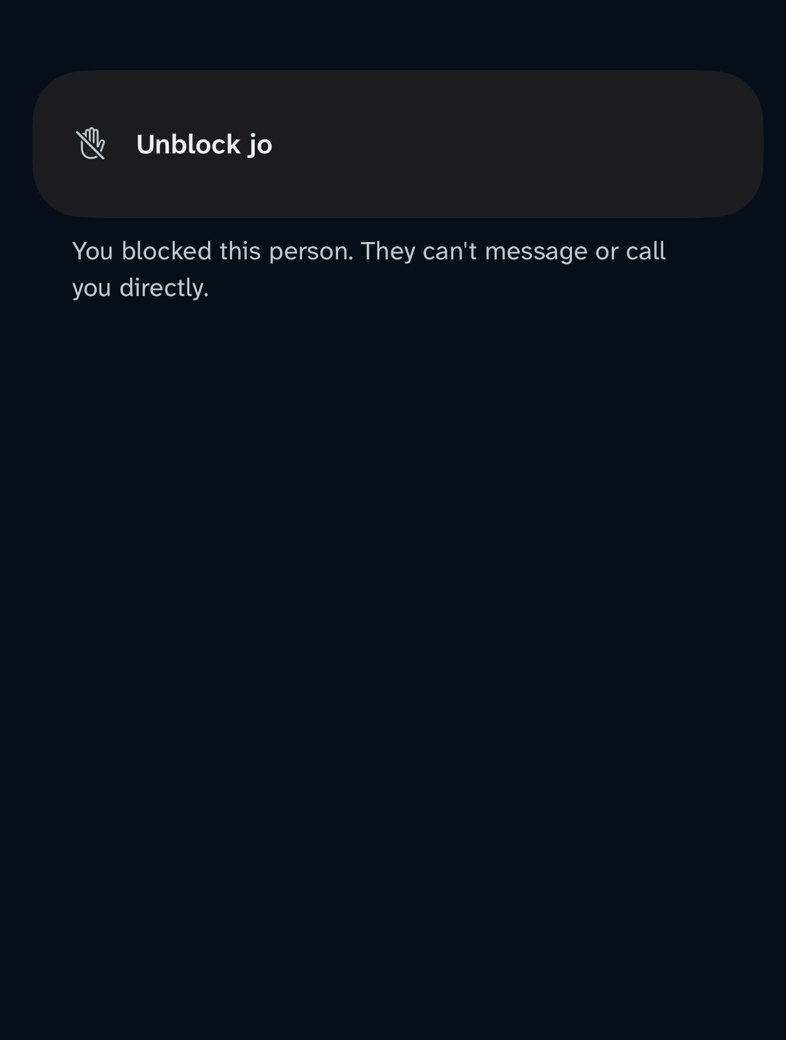 Unblock jo
You blocked this person. They can't message or call
you directly.